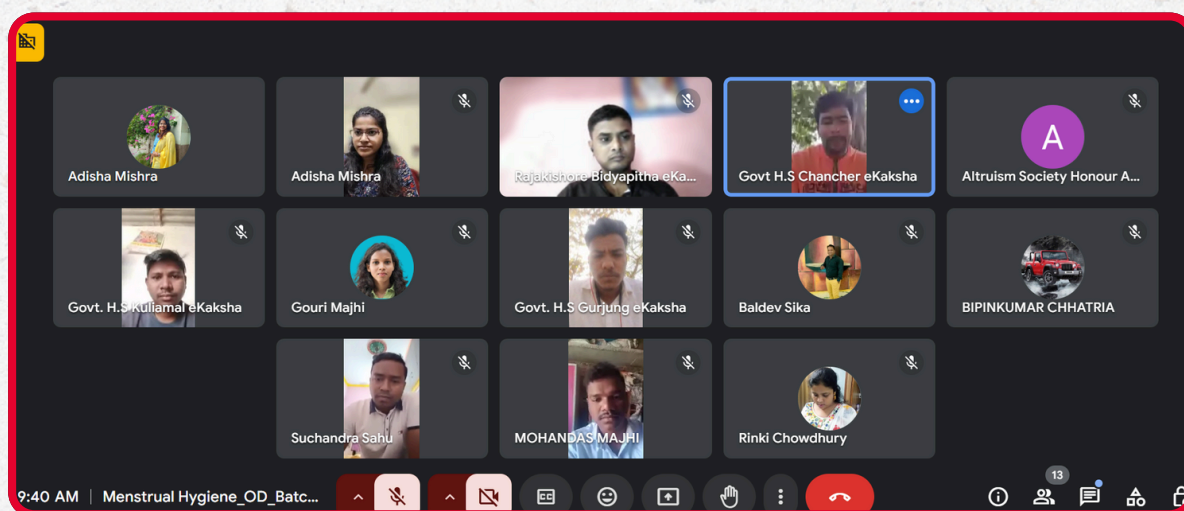 Adisha Mishra
Adisha Mishra
Rajakishore Bidyapitha eKa...
Govt H.S Chancher eKaksha
A
Altruism Society Honour A...
Govt. H.S Kuliamal eKaksha
Gouri Majhi
Govt. H.S Gurjung eKaksha
Baldev Sika
BIPINKUMAR CHHATRIA
Suchandra Sahu
MOHANDAS MAJHI
Rinki Chowdhury
9:40 AM | Menstrual Hygiene_OD_Batc...
CC
13